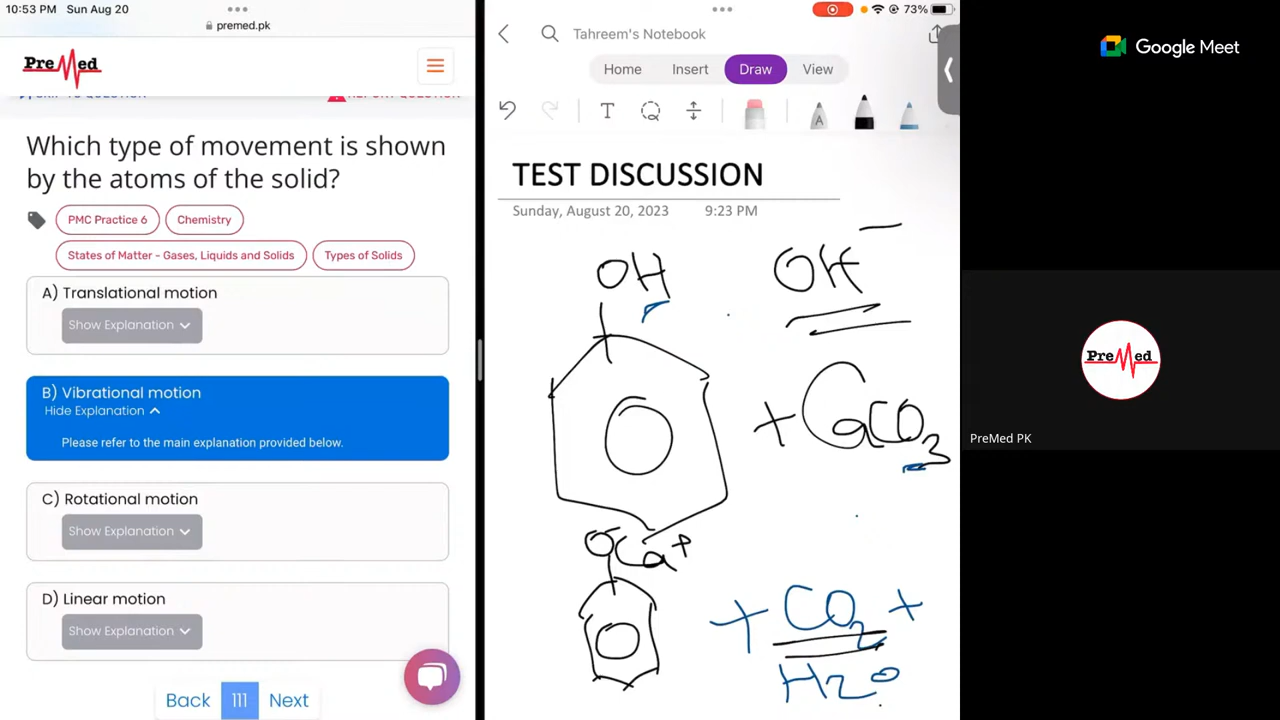 10:53 PM Sun Aug 20
premed.pk
PreMed
Which type of movement is shown
by the atoms of the solid?
PMC Practice 6
Chemistry
States of Matter - Gases, Liquids and Solids
Types of Solids
A) Translational motion
Show Explanation
B) Vibrational motion
Hide Explanation
Please refer to the main explanation provided below.
C) Rotational motion
Show Explanation
D) Linear motion
Show Explanation
Back 111 Next
73%
Tahreem's Notebook
Home Insert Draw View
T
A
TEST DISCUSSION
Sunday, August 20, 2023 9:23 PM
OH
OH⁻
+ CaCO3
O⁻Ca+
+ CO2 +
H2O
Google Meet
PreMed
PreMed PK